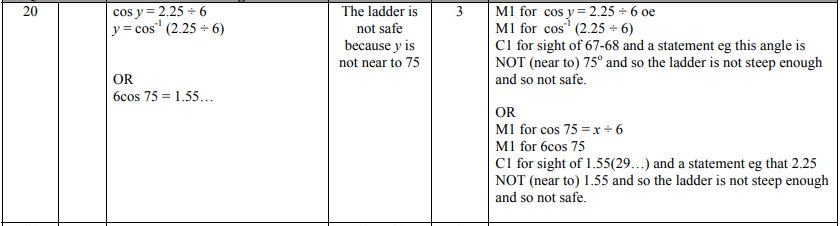 20
cos y = 2.25 ÷ 6
y = cos⁻¹ (2.25 ÷ 6)
OR
6cos 75 = 1.55…
The ladder is
not safe
because y is
not near to 75
3
M1 for cos y = 2.25 ÷ 6 oe
M1 for cos⁻¹ (2.25 ÷ 6)
C1 for sight of 67-68 and a statement eg this angle is
NOT (near to) 75° and so the ladder is not steep enough
and so not safe.
OR
M1 for cos 75 = x ÷ 6
M1 for 6cos 75
C1 for sight of 1.55(29…) and a statement eg that 2.25
NOT (near to) 1.55 and so the ladder is not steep enough
and so not safe.